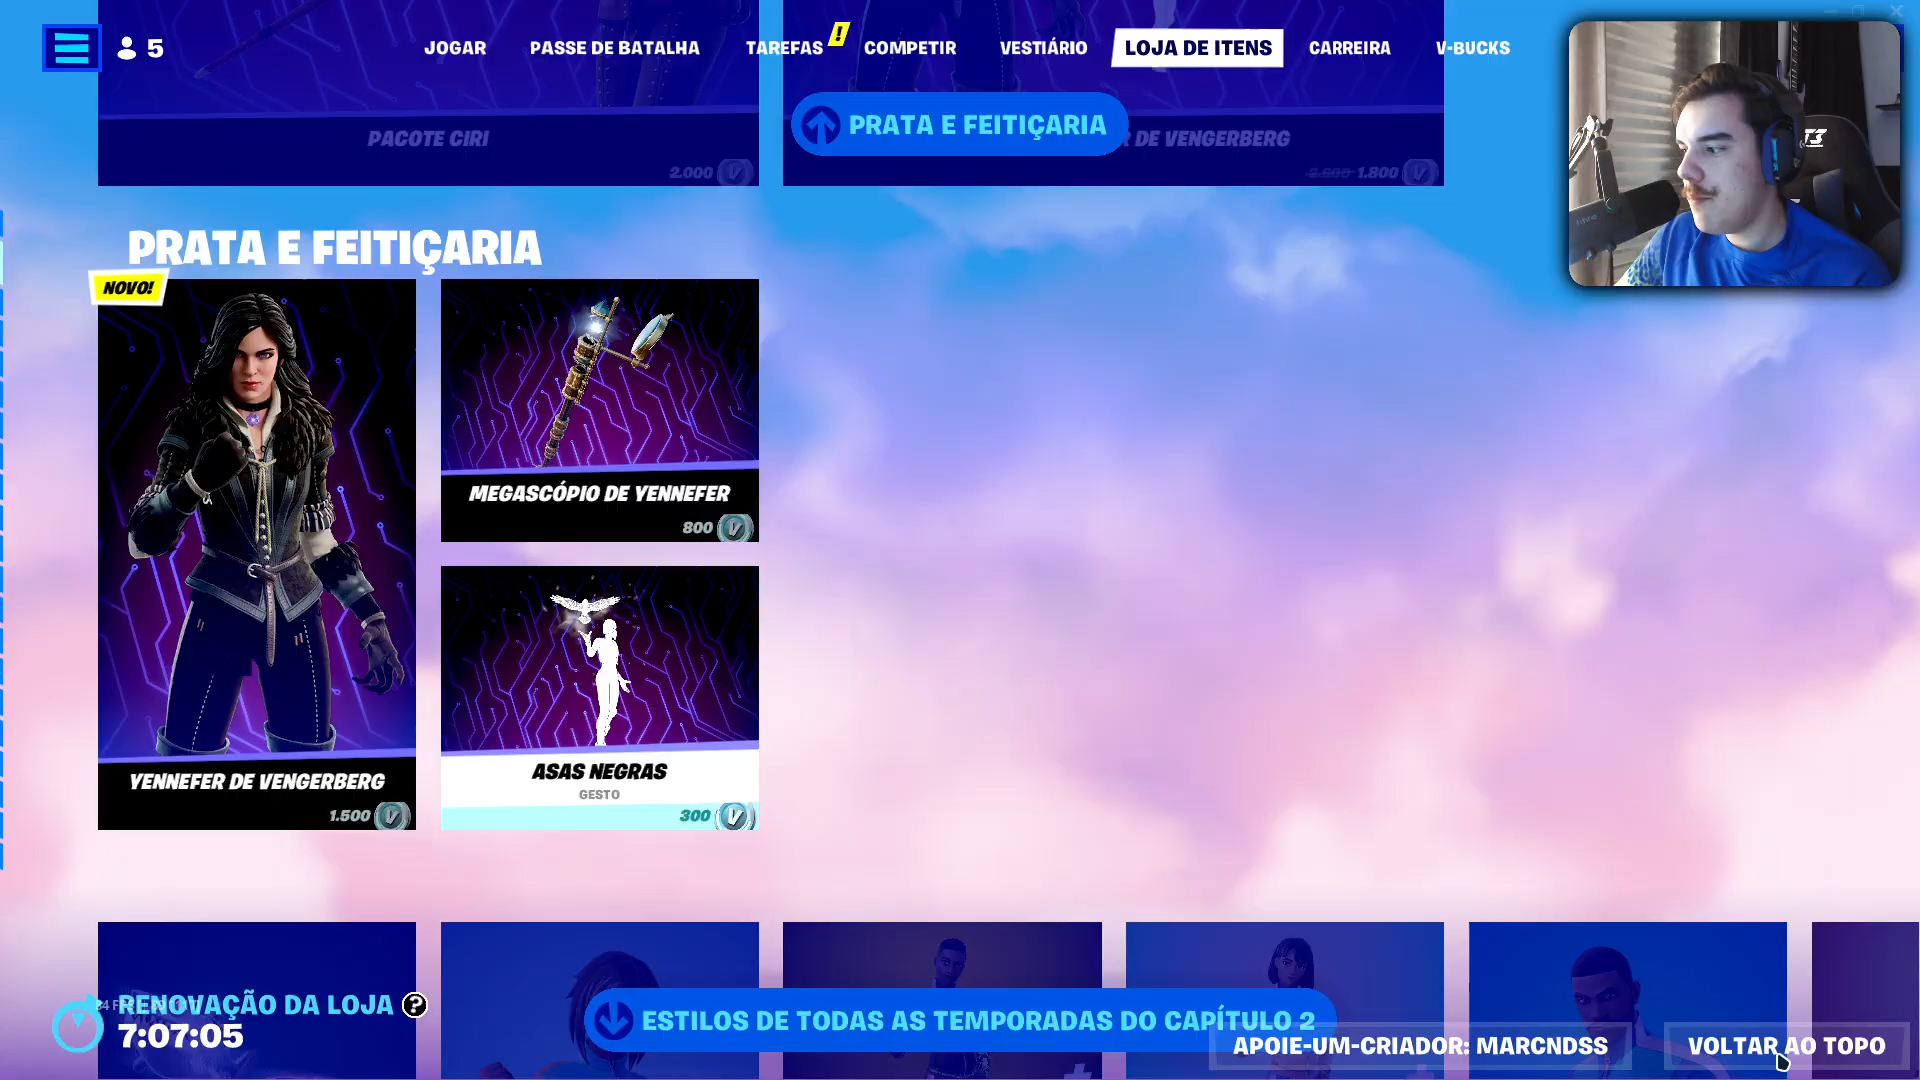 5
JOGAR
PASSE DE BATALHA
TAREFAS
!
COMPETIR
VESTIÁRIO
LOJA DE ITENS
CARREIRA
V-BUCKS
PRATA E FEITIÇARIA
PACOTE CIRI
2.000
DE VENGERBERG
2.600 1.800
PRATA E FEITIÇARIA
NOVO!
YENNEFER DE VENGERBERG
1.500
MEGASCÓPIO DE YENNEFER
800
ASAS NEGRAS
GESTO
300
RENOVAÇÃO DA LOJA ?
7:07:05
ESTILOS DE TODAS AS TEMPORADAS DO CAPÍTULO 2
APOIE-UM-CRIADOR: MARCNDSS
VOLTAR AO TOPO